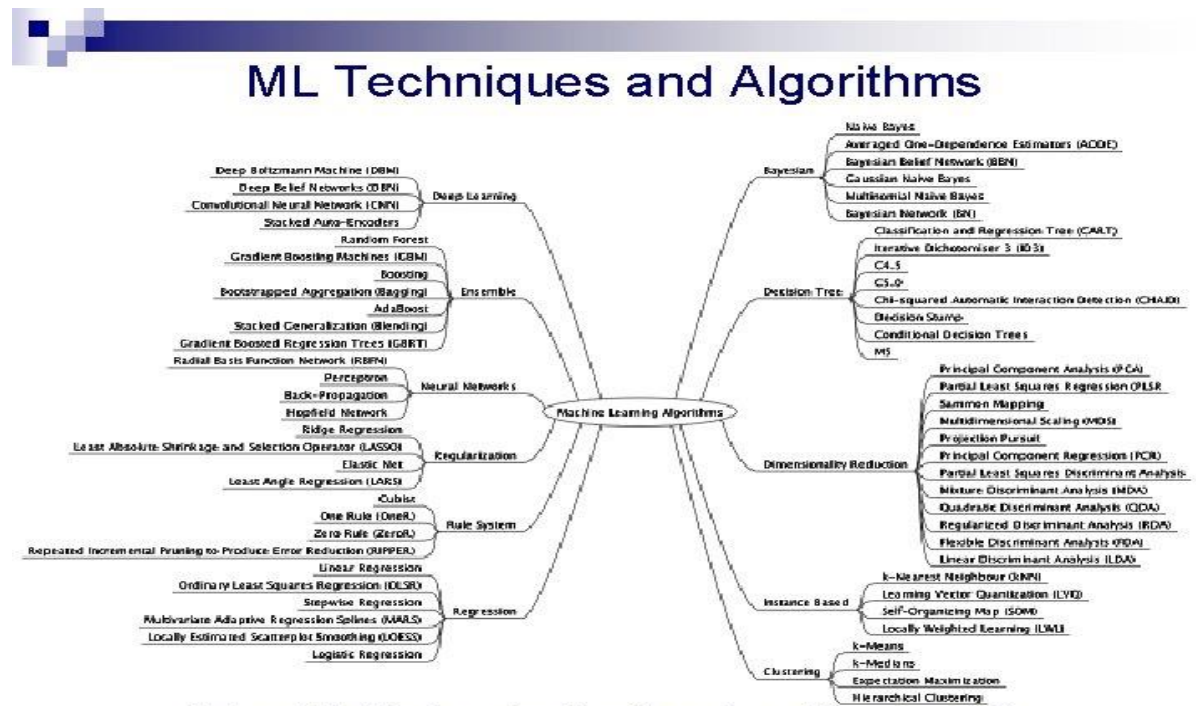 ML Techniques and Algorithms
Deep Boltzmann Machine (DBM)
Deep Belief Networks (DBN)
Convolutional Neural Network (CNN)
Stacked Auto-Encoders
Deep Learning
Random Forest
Gradient Boosting Machines (GBM)
Boosting
Bootstrapped Aggregation (Bagging)
AdaBoost
Stacked Generalization (Blending)
Gradient Boosted Regression Trees (GBRT)
Ensemble
Radial Basis Function Network (RBFN)
Perceptron
Back-Propagation
Hopfield Network
Neural Networks
Ridge Regression
Least Absolute Shrinkage and Selection Operator (LASSO)
Elastic Net
Least Angle Regression (LARS)
Regularization
Cubist
One Rule (OneR)
Zero Rule (ZeroR)
Repeated Incremental Pruning to Produce Error Reduction (RIPPER)
Rule System
Linear Regression
Ordinary Least Squares Regression (OLSR)
Stepwise Regression
Multivariate Adaptive Regression Splines (MARS)
Locally Estimated Scatterplot Smoothing (LOESS)
Logistic Regression
Regression
Machine Learning Algorithms
Bayesian
Naive Bayes
Averaged One-Dependence Estimators (AODE)
Bayesian Belief Network (BBN)
Gaussian Naive Bayes
Multinomial Naive Bayes
Bayesian Network (BN)
Decision Tree
Classification and Regression Tree (CART)
Iterative Dichotomiser 3 (ID3)
C4.5
C5.0
Chi-squared Automatic Interaction Detection (CHAID)
Decision Stump
Conditional Decision Trees
M5
Dimensionality Reduction
Principal Component Analysis (PCA)
Partial Least Squares Regression (PLSR
Sammon Mapping
Multidimensional Scaling (MDS)
Projection Pursuit
Principal Component Regression (PCR)
Partial Least Squares Discriminant Analysis
Mixture Discriminant Analysis (MDA)
Quadratic Discriminant Analysis (QDA)
Regularized Discriminant Analysis (RDA)
Flexible Discriminant Analysis (FDA)
Linear Discriminant Analysis (LDA)
Instance Based
k-Nearest Neighbour (kNN)
Learning Vector Quantization (LVQ)
Self-Organizing Map (SOM)
Locally Weighted Learning (LWL)
Clustering
k-Means
k-Medians
Expectation Maximization
Hierarchical Clustering